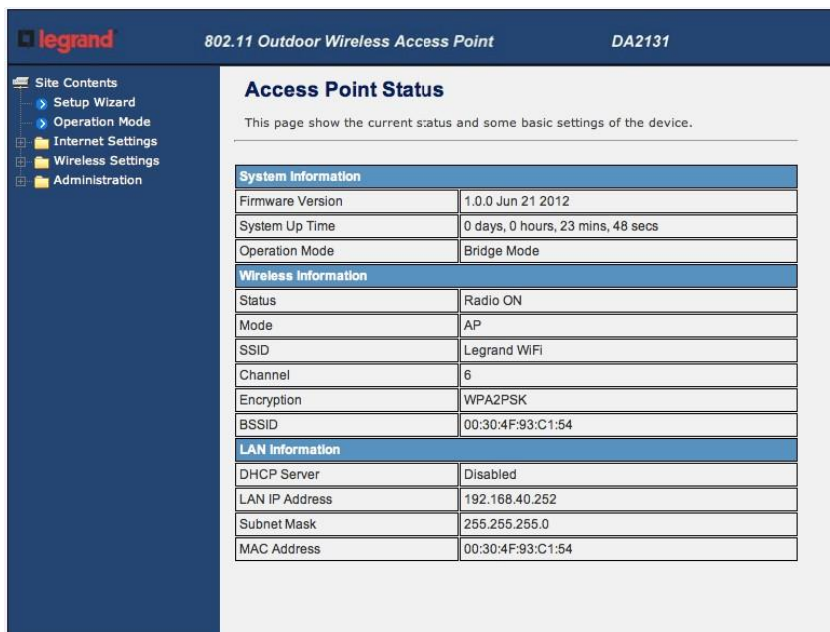 legrand
802.11 Outdoor Wireless Access Point DA2131
Site Contents
Setup Wizard
Operation Mode
Internet Settings
Wireless Settings
Administration
Access Point Status
This page show the current status and some basic settings of the device.
System Information
Firmware Version 1.0.0 Jun 21 2012
System Up Time 0 days, 0 hours, 23 mins, 48 secs
Operation Mode Bridge Mode
Wireless Information
Status Radio ON
Mode AP
SSID Legrand WiFi
Channel 6
Encryption WPA2PSK
BSSID 00:30:4F:93:C1:54
LAN Information
DHCP Server Disabled
LAN IP Address 192.168.40.252
Subnet Mask 255.255.255.0
MAC Address 00:30:4F:93:C1:54